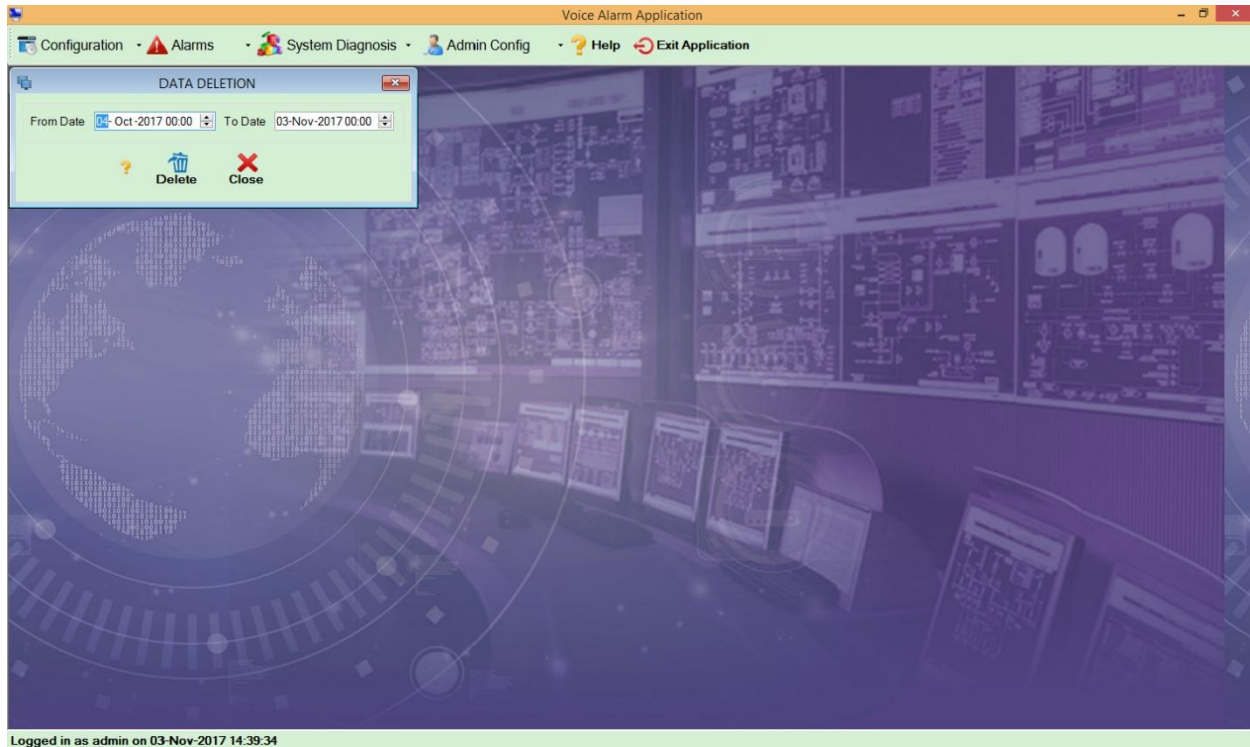 Voice Alarm Application
Configuration Alarms System Diagnosis Admin Config ? Help Exit Application
DATA DELETION
From Date 04- Oct -2017 00:00 To Date 03-Nov-2017 00:00
? Delete Close
Logged in as admin on 03-Nov-2017 14:39:34